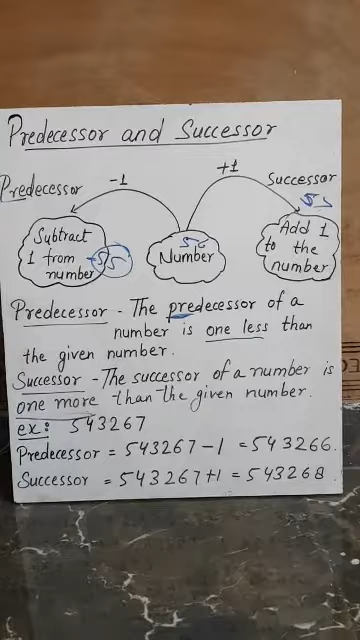 Predecessor and Successor
-1
+1
Predecessor
Successor
Subtract
1 from
number
55
56
Number
Add 1
to the
number
Predecessor - The predecessor of a
number is one less than
the given number.
Successor - The successor of a number is
one more than the given number.
ex: 543267
Predecessor = 543267-1 = 543266.
Successor = 543267+1 = 543268.